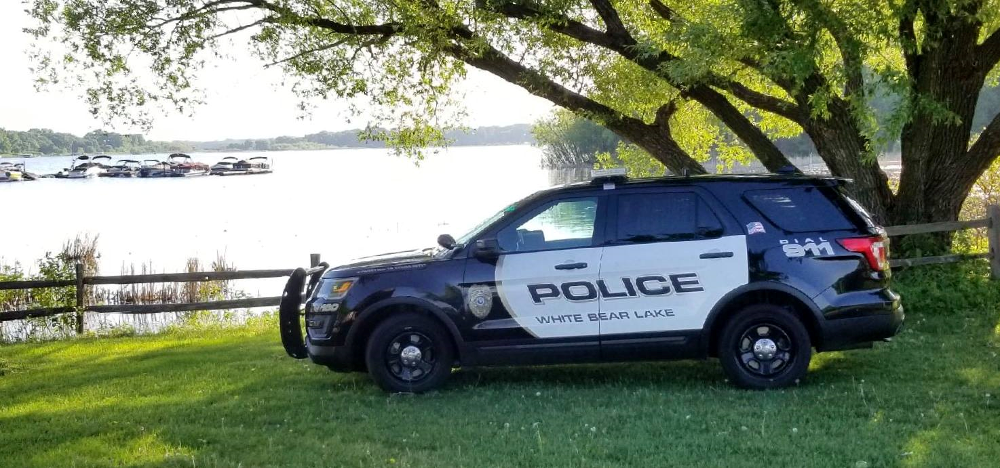 POLICE
WHITE BEAR LAKE
DIAL
911